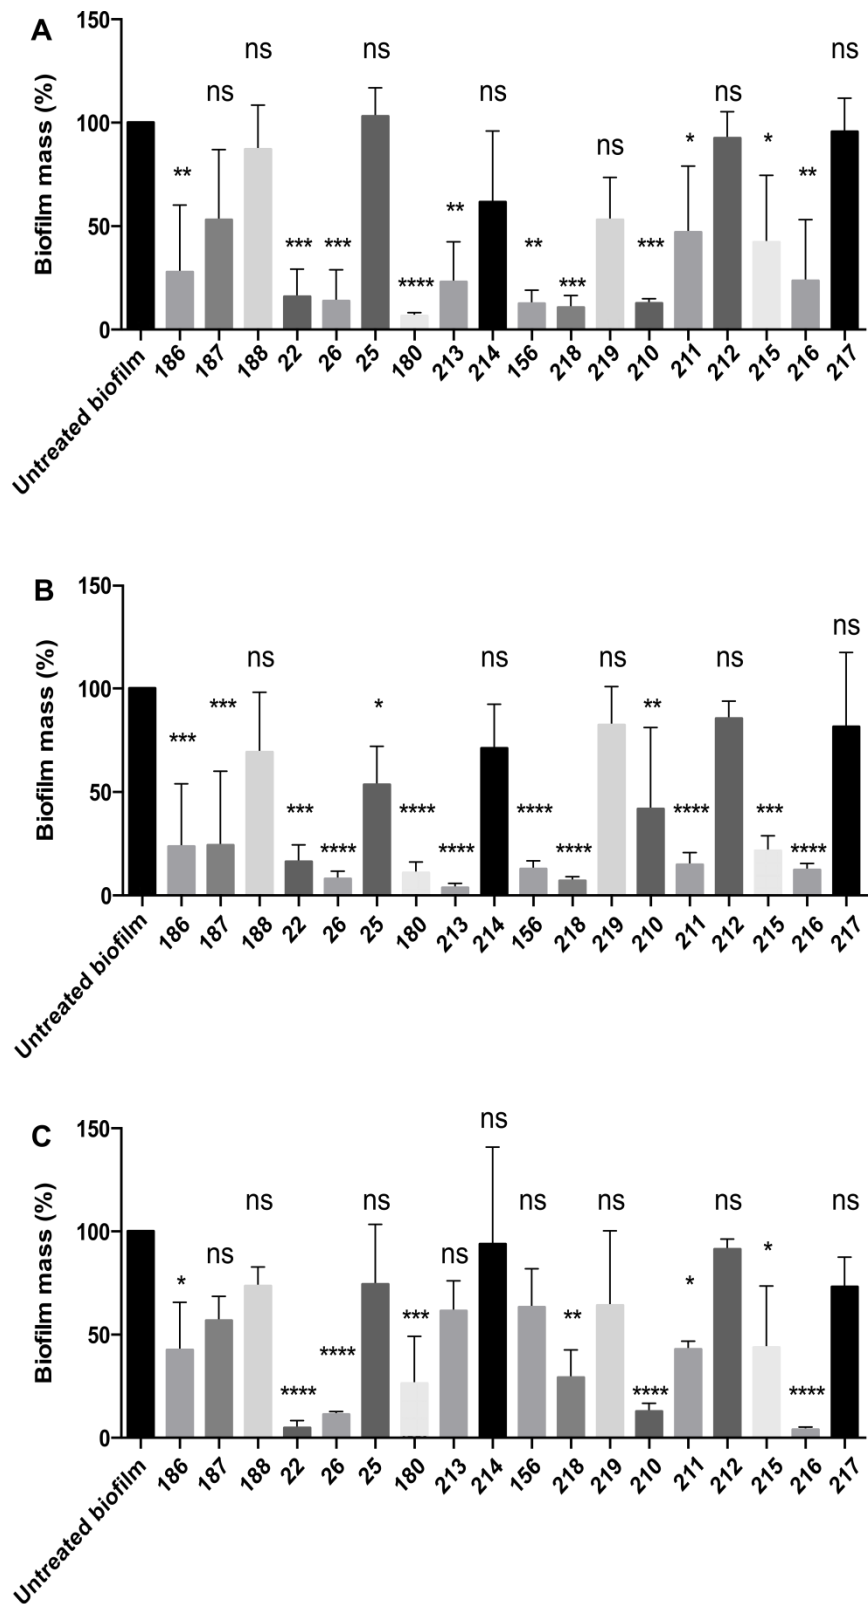 A
Biofilm mass (%)
150
100
50
0
** ns ns *** *** ns **** ** ns ** *** ns *** * ns * ** ns
Untreated biofilm 186 187 188 22 26 25 180 213 214 156 218 219 210 211 212 215 216 217
B
Biofilm mass (%)
150
100
50
0
*** *** ns *** **** * **** **** ns **** **** ns ** **** ns *** **** ns
Untreated biofilm 186 187 188 22 26 25 180 213 214 156 218 219 210 211 212 215 216 217
C
Biofilm mass (%)
150
100
50
0
* ns ns **** **** ns *** ns ns ns ** ns **** * ns * **** ns
Untreated biofilm 186 187 188 22 26 25 180 213 214 156 218 219 210 211 212 215 216 217